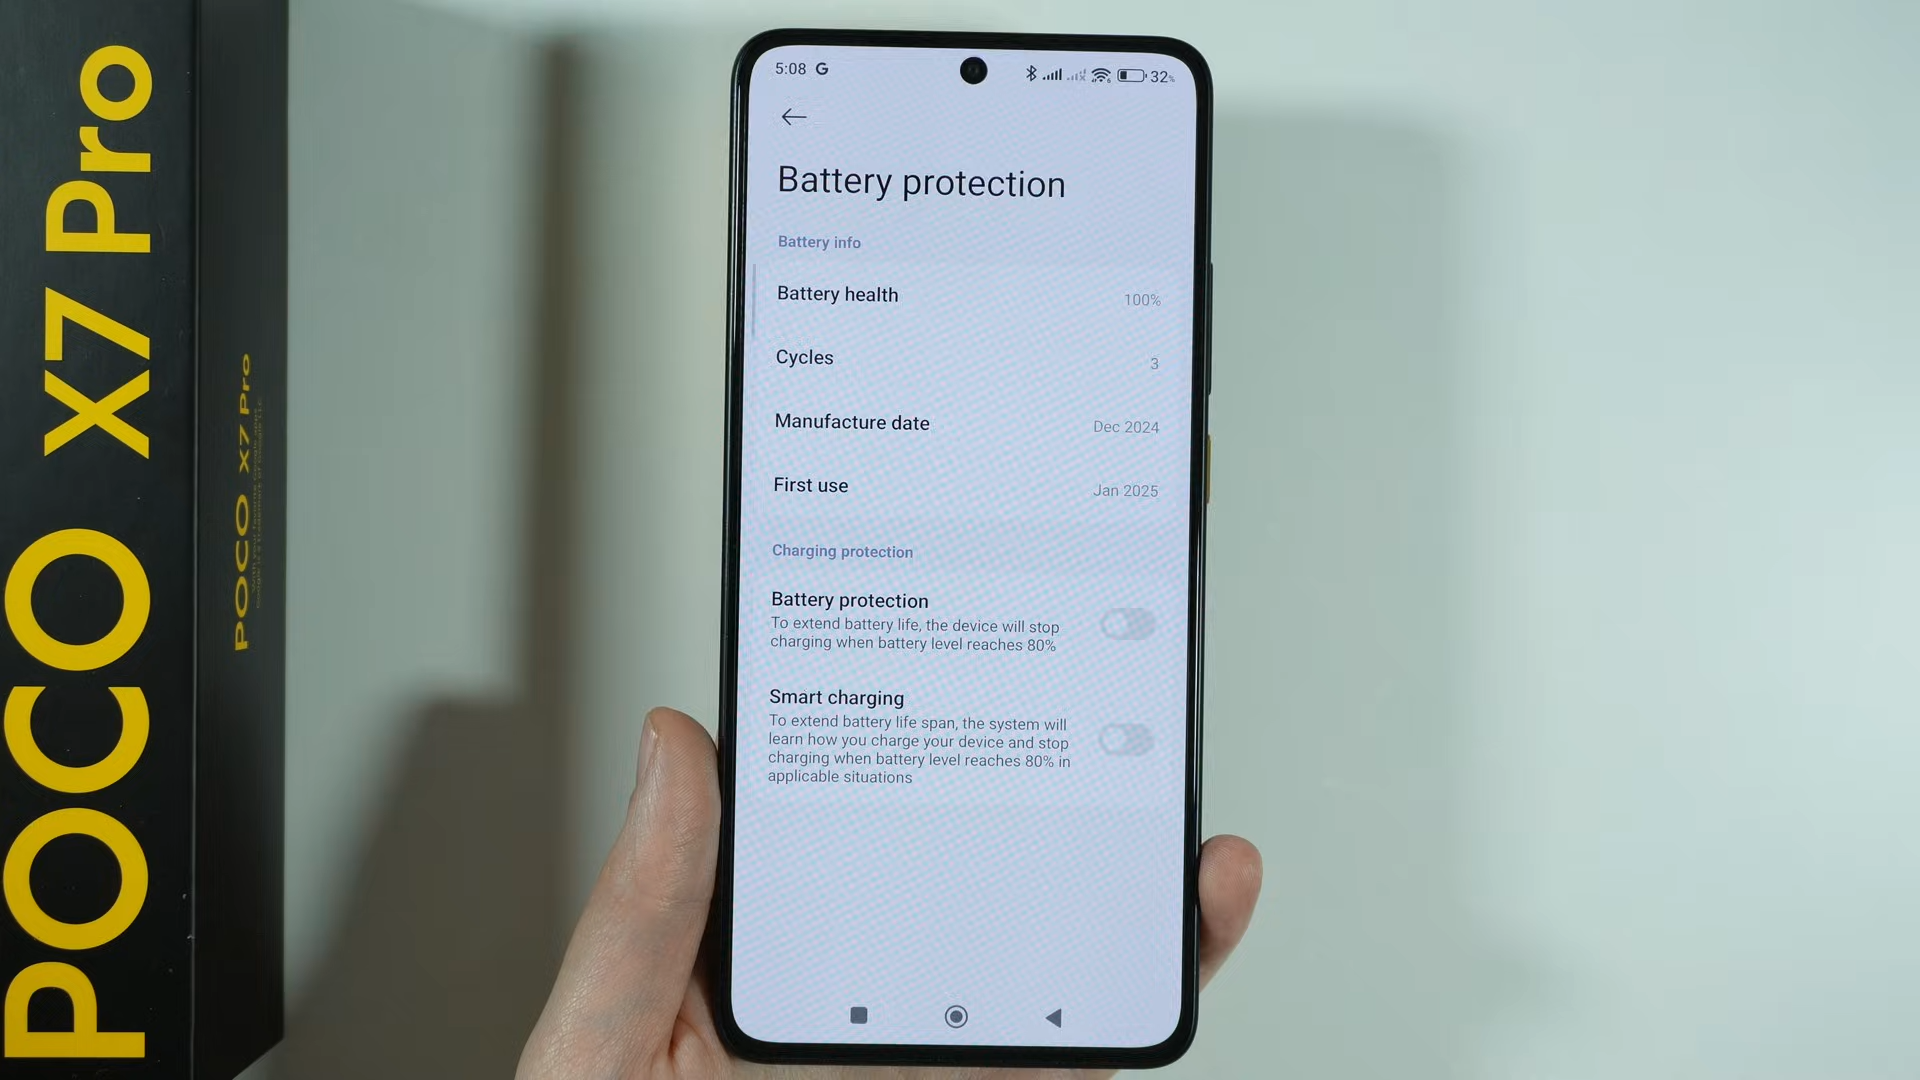 POCO X7 Pro
POCO X7 Pro
5:08 G
32%
Battery protection
Battery info
Battery health
100%
Cycles
3
Manufacture date
Dec 2024
First use
Jan 2025
Charging protection
Battery protection
To extend battery life, the device will stop
charging when battery level reaches 80%
Smart charging
To extend battery life span, the system will
learn how you charge your device and stop
charging when battery level reaches 80% in
applicable situations